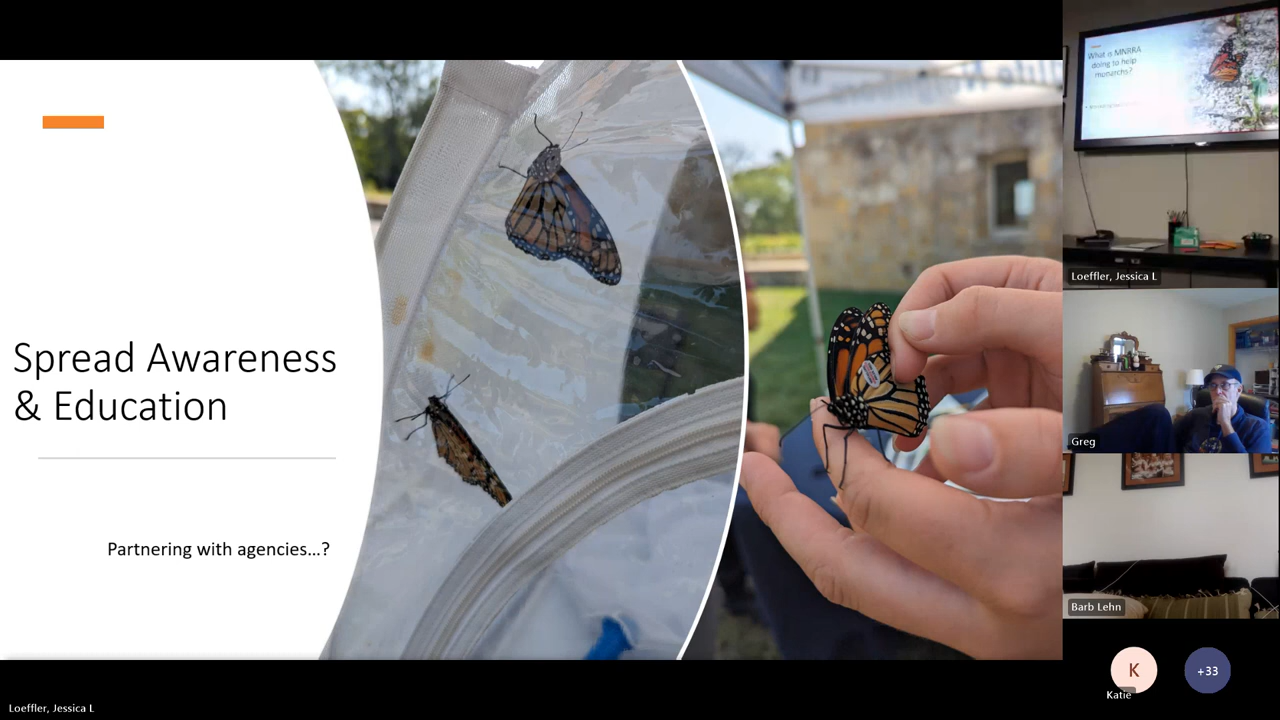 Spread Awareness
& Education
Partnering with agencies...?
What is MNRRA
doing to help
monarchs?
Loeffler, Jessica L
Greg
Barb Lehn
K
Katie
+33
Loeffler, Jessica L